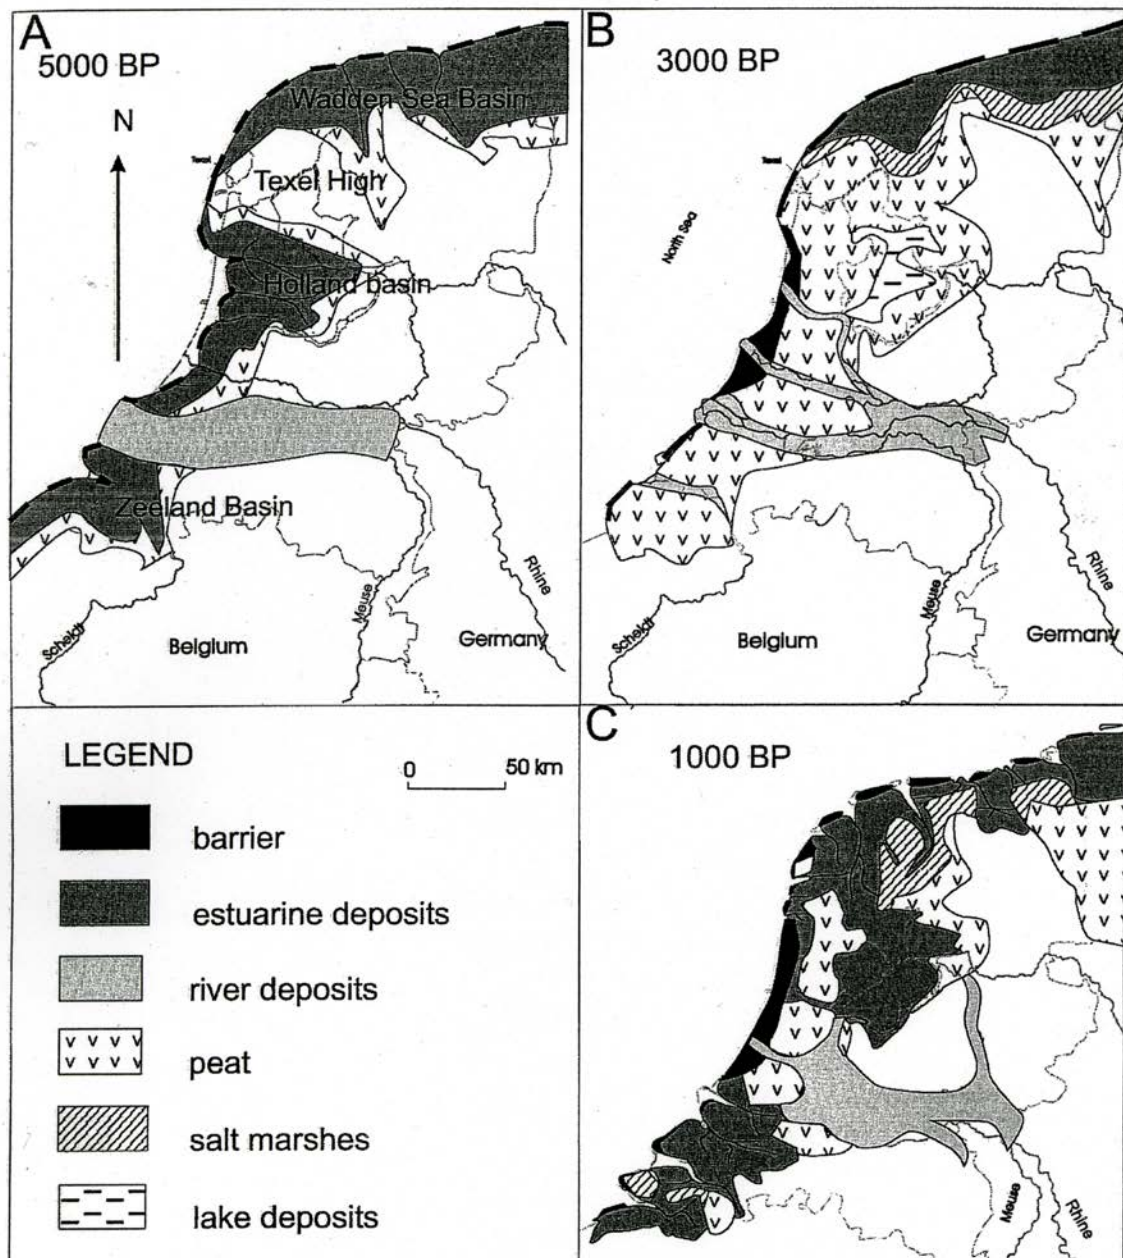 A
5000 BP
N
Wadden Sea Basin
Texel
Texel High
Holland basin
Zeeland Basin
Scheldt
Belgium
Meuse
Germany
Rhine
B
3000 BP
Texel
North Sea
Scheldt
Belgium
Meuse
Germany
Rhine
LEGEND
0 50 km
barrier
estuarine deposits
river deposits
peat
salt marshes
lake deposits
C
1000 BP
Meuse
Rhine